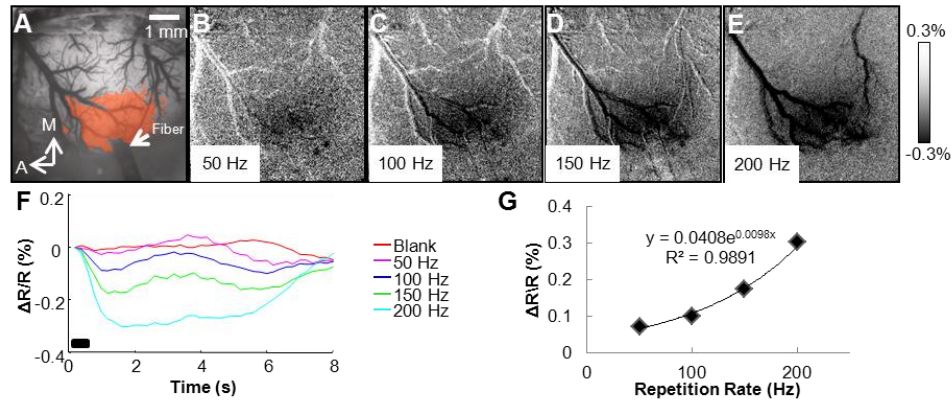 A
1 mm
M
A
Fiber
B
50 Hz
C
100 Hz
D
150 Hz
E
200 Hz
0.3%
-0.3%
F
0.2
0
-0.2
-0.4
ΔR/R (%)
0 2 4 6 8
Time (s)
Blank
50 Hz
100 Hz
150 Hz
200 Hz
G
0.4
0.3
0.2
0.1
0
ΔR\R (%)
y = 0.0408e^0.0098x
R² = 0.9891
0 100 200
Repetition Rate (Hz)